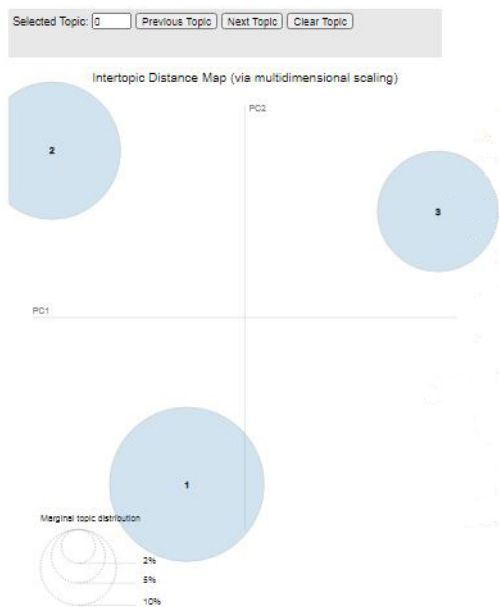 Selected Topic: 0 Previous Topic Next Topic Clear Topic
Intertopic Distance Map (via multidimensional scaling)
PC2
2
3
PC1
1
Marginal topic distribution
2%
5%
10%